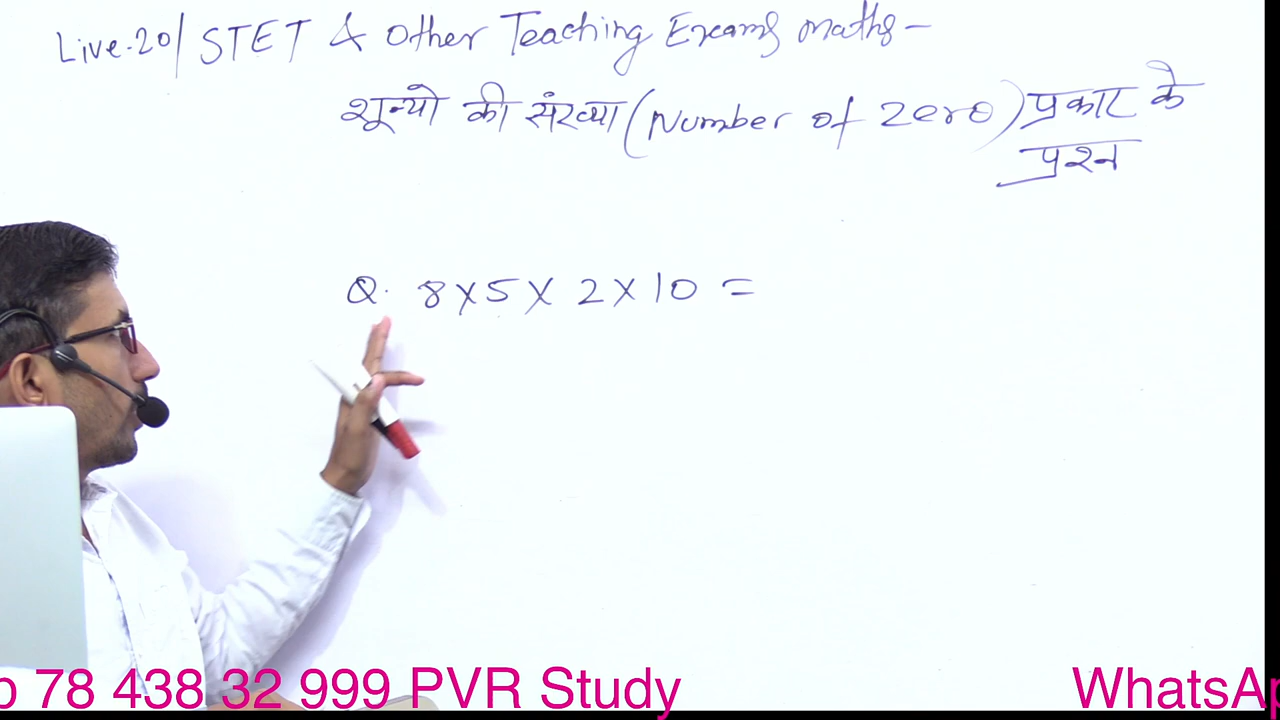 Live-20/ STET & Other Teaching Exams maths -
शून्यो की संख्या (Number of zero) प्रकार के
प्रश्न
Q. 8 x 5 x 2 x 10 =
p 78 438 32 999 PVR Study WhatsAp